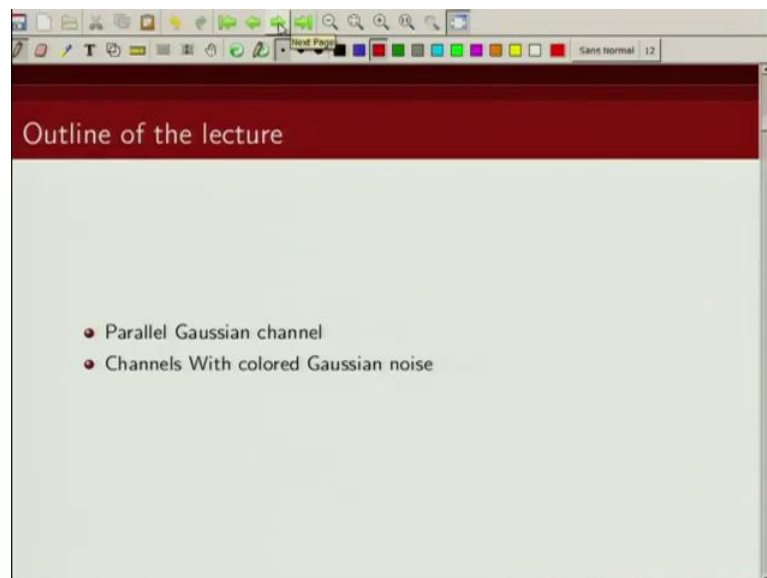 T
Next Page
Sans Normal 12
Outline of the lecture
Parallel Gaussian channel
Channels With colored Gaussian noise